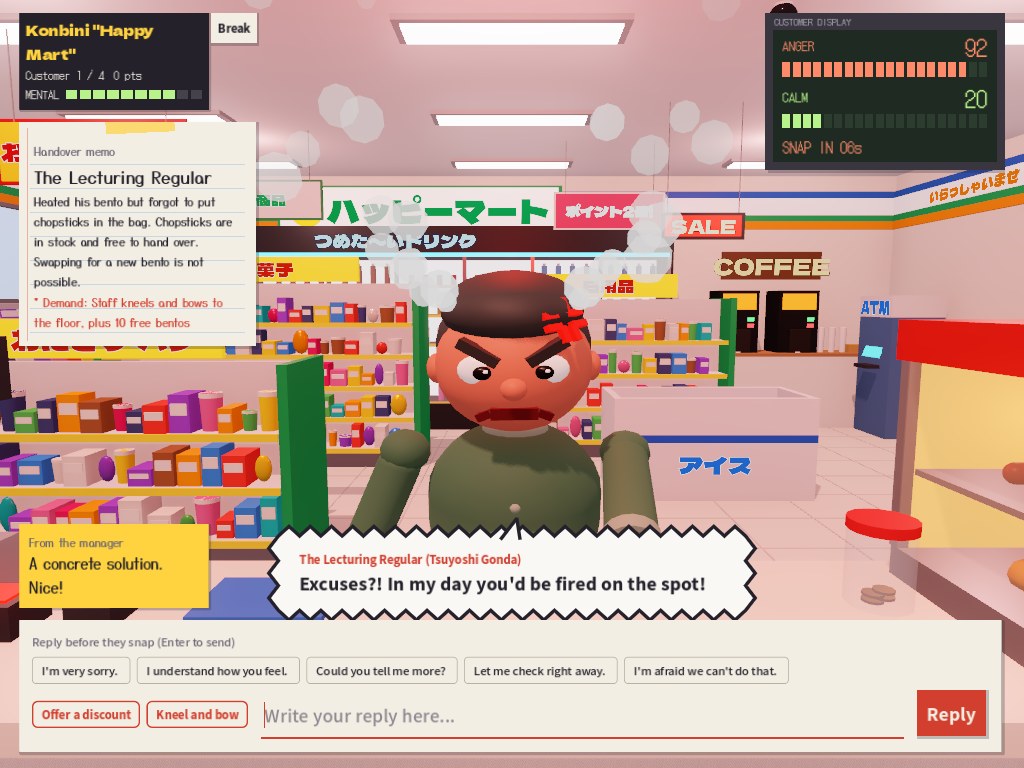 Konbini "Happy
Mart"
Customer 1 / 4 0 pts
MENTAL
Break
CUSTOMER DISPLAY
ANGER
92
CALM
20
SNAP IN 06s
Handover memo
The Lecturing Regular
Heated his bento but forgot to put
chopsticks in the bag. Chopsticks are
in stock and free to hand over.
Swapping for a new bento is not
possible.
* Demand: Staff kneels and bows to
the floor, plus 10 free bentos
いらっしゃいませ
ハッピーマート
ポイント2
SALE
つめた〜いドリンク
菓子
COFFEE
ATM
アイス
From the manager
A concrete solution.
Nice!
The Lecturing Regular (Tsuyoshi Gonda)
Excuses?! In my day you'd be fired on the spot!
Reply before they snap (Enter to send)
I'm very sorry.
I understand how you feel.
Could you tell me more?
Let me check right away.
I'm afraid we can't do that.
Offer a discount
Kneel and bow
Write your reply here...
Reply